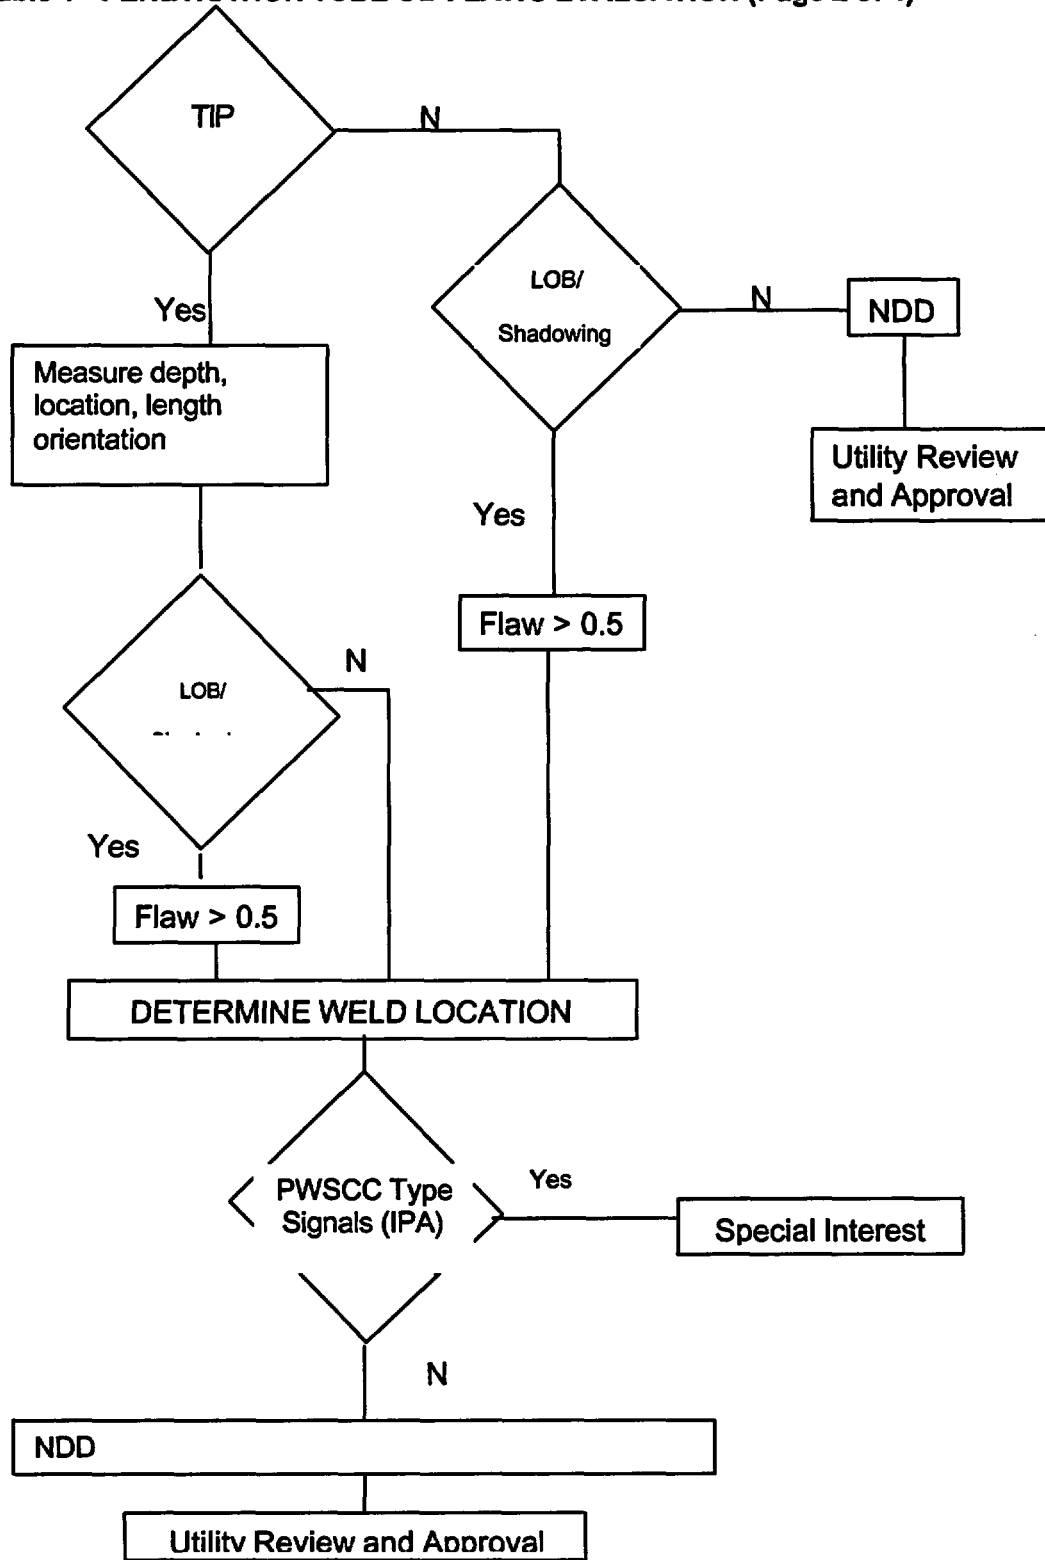 TIP
N
LOB/
Shadowing
N
NDD
Yes
Measure depth,
location, length
orientation
Utility Review
and Approval
Yes
Flaw > 0.5
N
LOB/
Yes
Flaw > 0.5
DETERMINE WELD LOCATION
PWSCC Type
Signals (IPA)
Yes
Special Interest
N
NDD
Utility Review and Approval